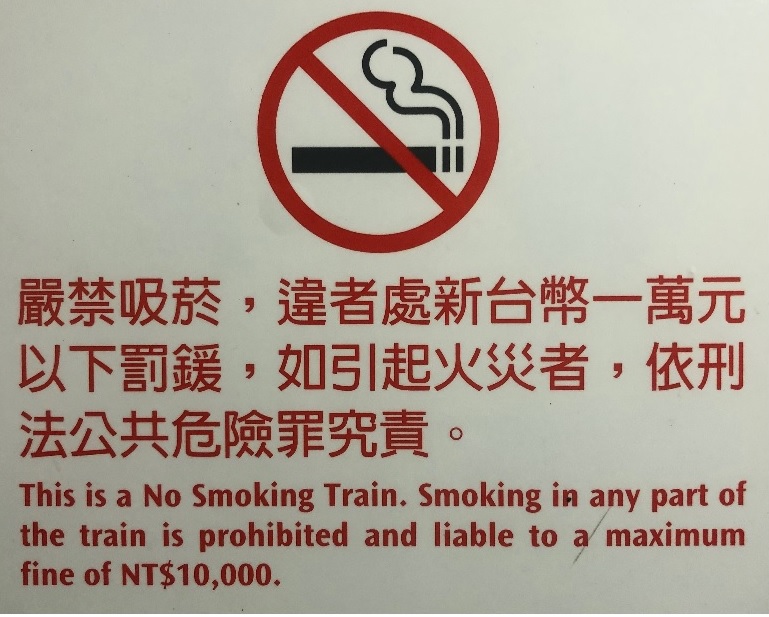 嚴禁吸菸，違者處新台幣一萬元
以下罰鍰，如引起火災者，依刑
法公共危險罪究責。
This is a No Smoking Train. Smoking in any part of
the train is prohibited and liable to a maximum
fine of NT$10,000.